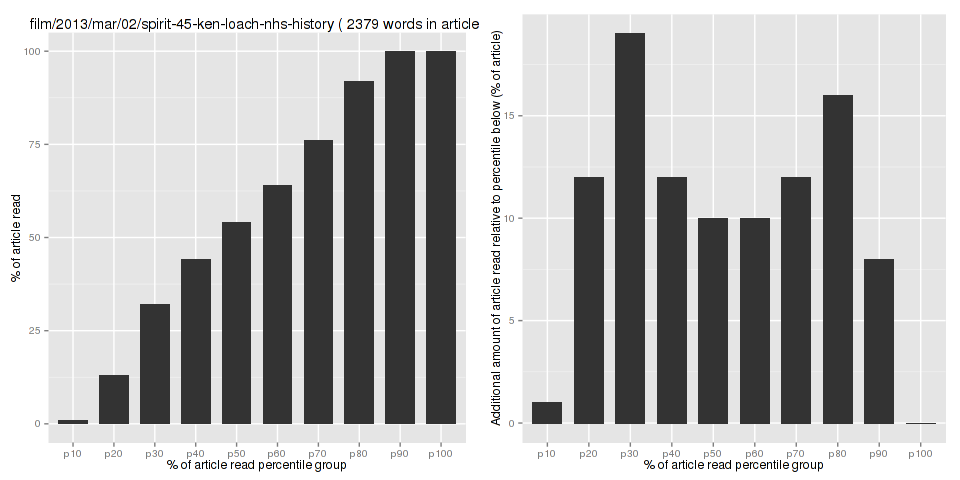 film/2013/mar/02/spirit-45-ken-loach-nhs-history ( 2379 words in article
% of article read
100
75
50
25
0
p10 p20 p30 p40 p50 p60 p70 p80 p90 p100
% of article read percentile group
Additional amount of article read relative to percentile below (% of article)
15
10
5
0
p10 p20 p30 p40 p50 p60 p70 p80 p90 p100
% of article read percentile group